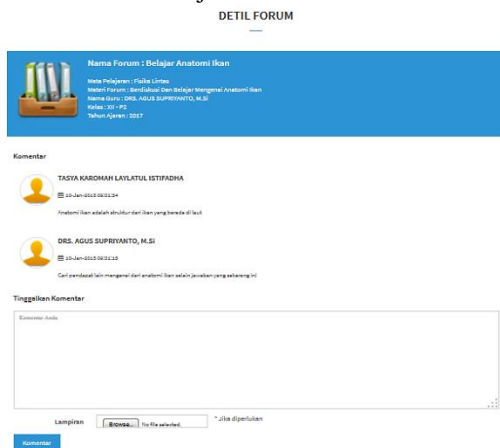 DETIL FORUM
Nama Forum : Belajar Anatomi Ikan
Mata Pelajaran : Fisika Lintas
Materi Forum : Berdiskusi Dan Belajar Mengenai Anatomi Ikan
Nama Guru : DRS. AGUS SUPRIYANTO, M.Si
Kelas : XII - P2
Tahun Ajaran : 2017
Komentar
TASYA KAROMAH LAYLATUL ISTIFADHA
Anatomi ikan adalah struktur dari ikan yang berada di laut
DRS. AGUS SUPRIYANTO, M.Si
Cari pendapat lain mengenai dari anatomi ikan selain jawaban yang sekarang ini
Tinggalkan Komentar
Komentar Anda
Lampiran Browse... No file selected. * Jika diperlukan
Komentar